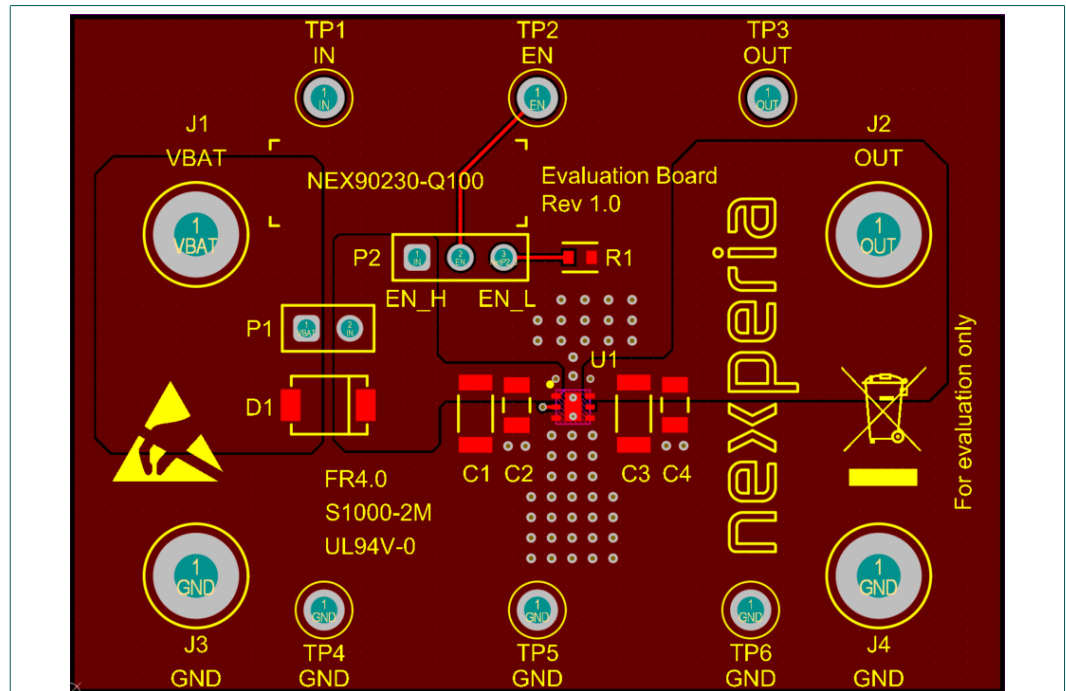 TP1
IN
TP2
EN
TP3
OUT
1
IN
1
EN
1
OUT
J1
VBAT
J2
OUT
NEX90230-Q100
Evaluation Board
Rev 1.0
1
VBAT
1
OUT
P2
1
IN
2
EN
3
R1
EN_H
EN_L
nexperia
P1
1
VBAT
2
IN
U1
D1
C1
C2
C3
C4
For evaluation only
FR4.0
S1000-2M
UL94V-0
1
GND
1
GND
1
GND
1
GND
1
GND
J3
GND
TP4
GND
TP5
GND
TP6
GND
J4
GND